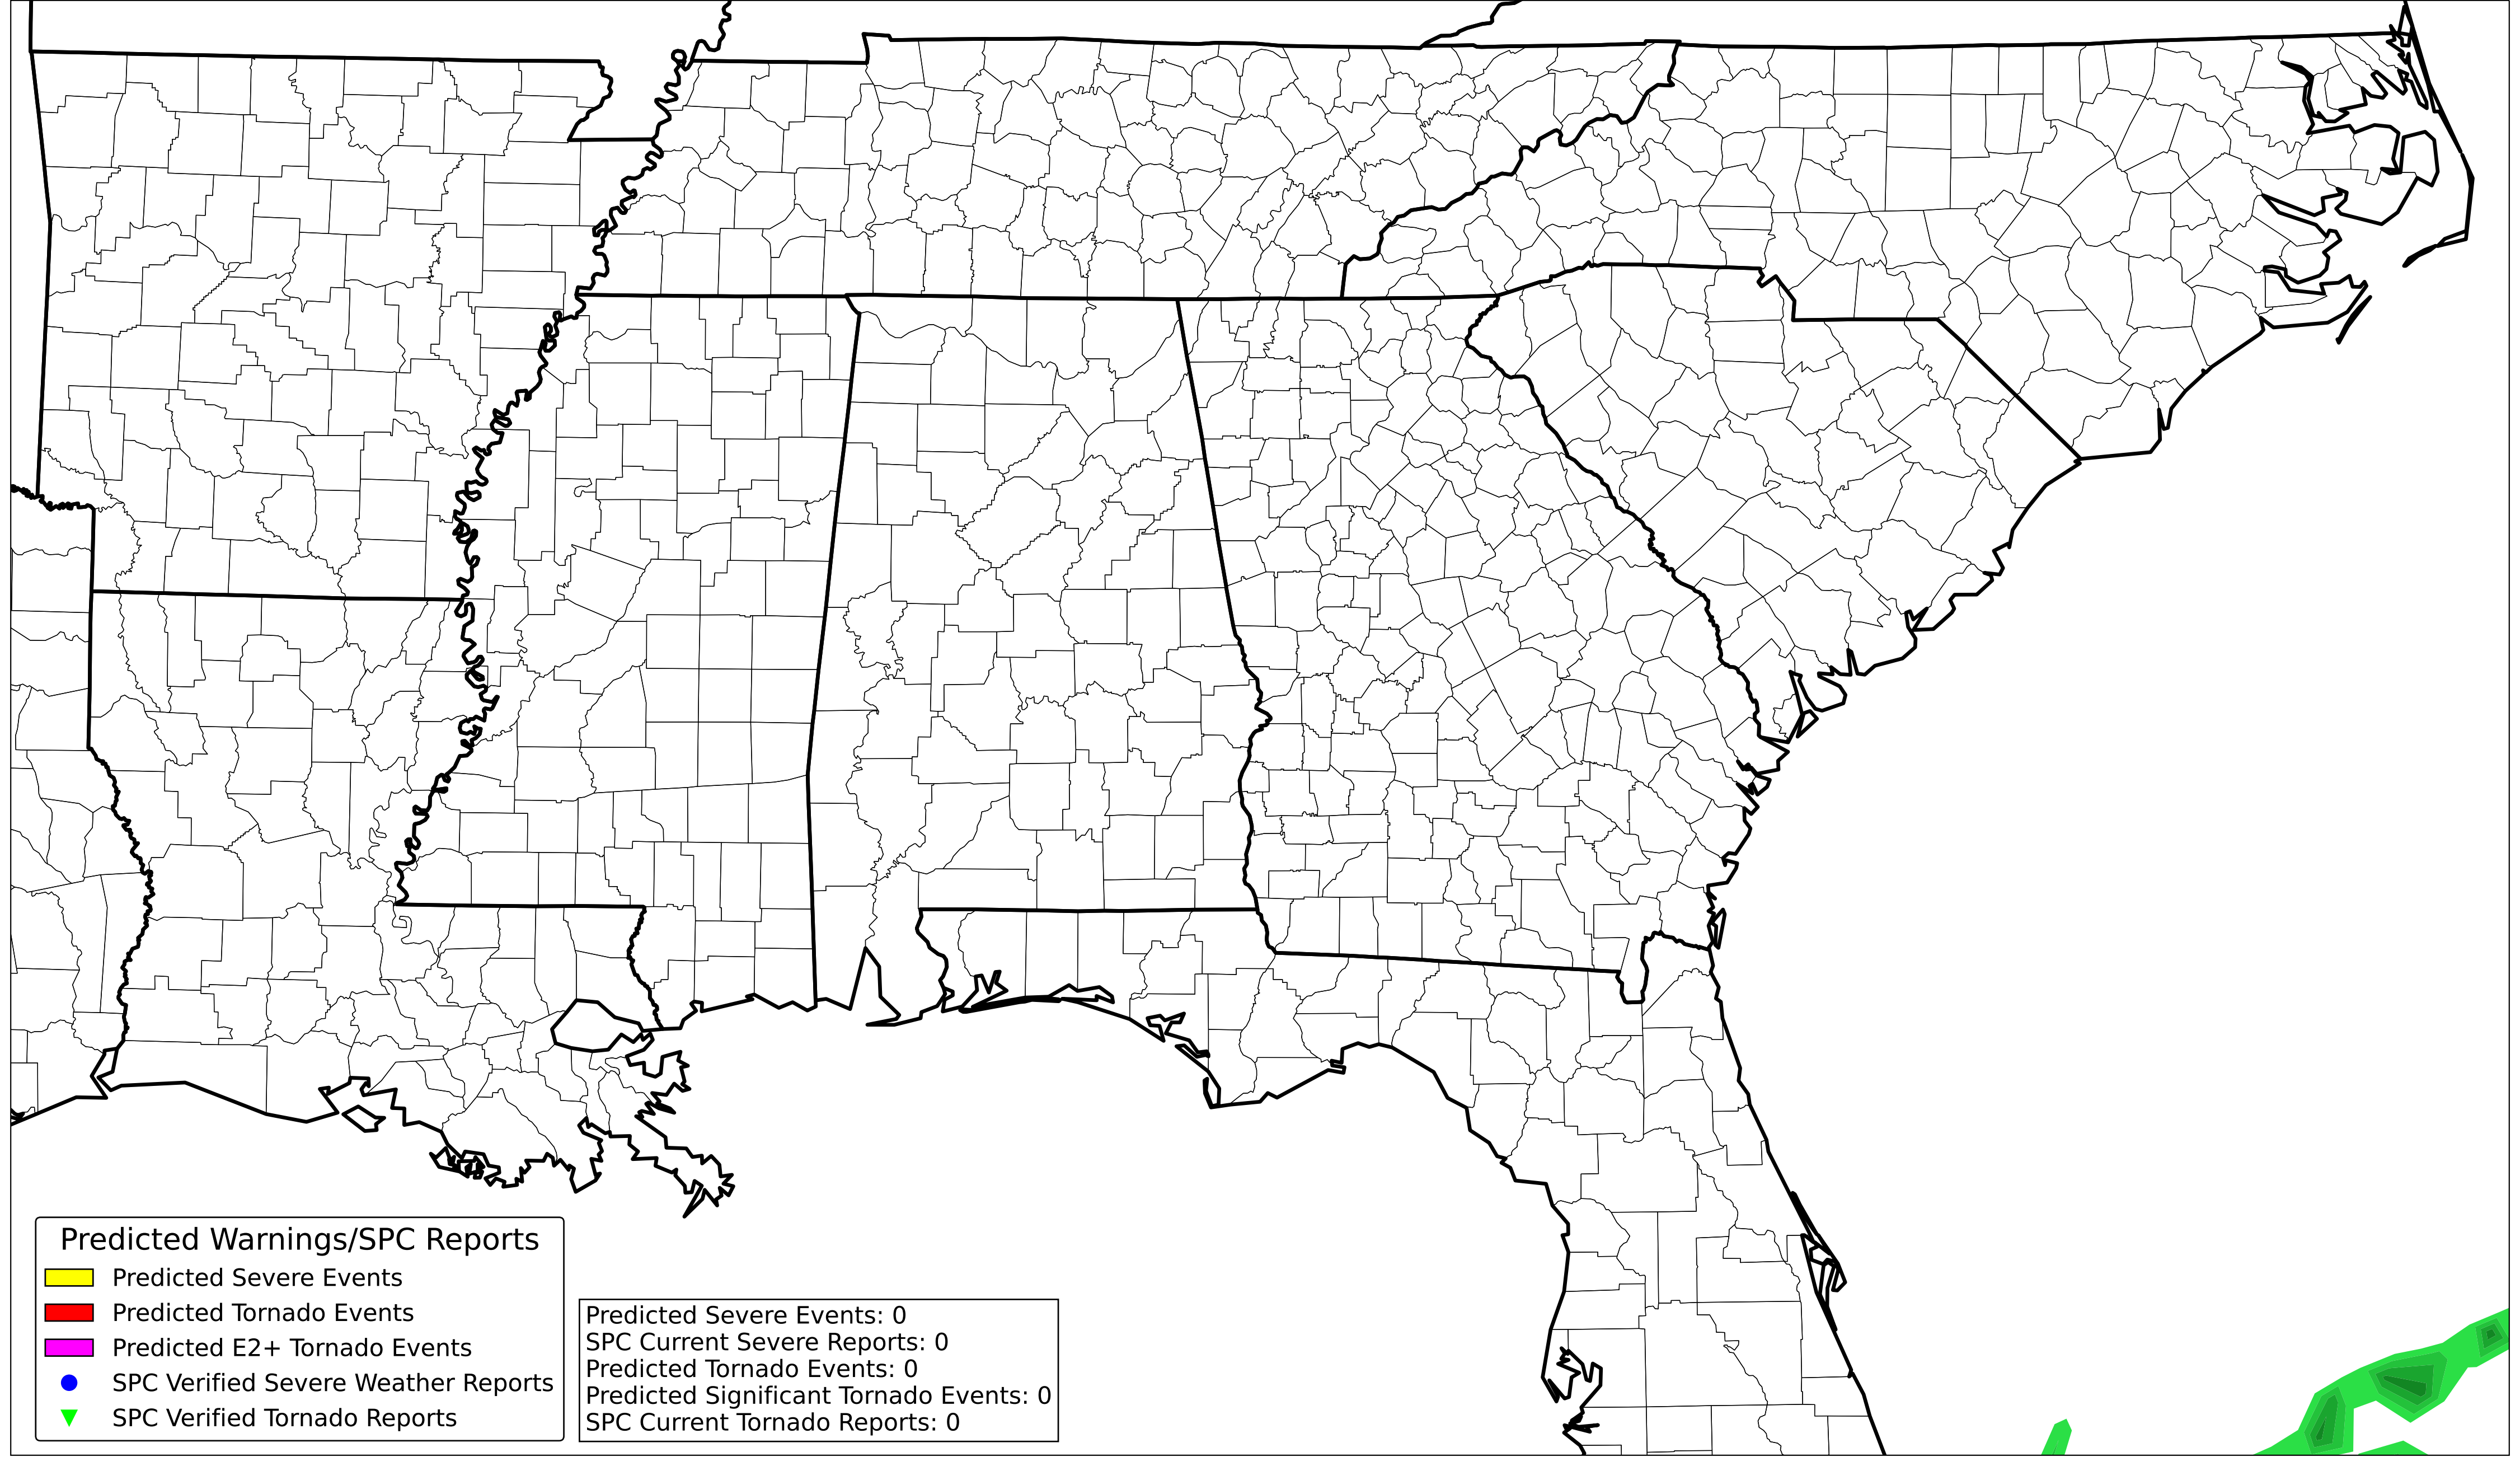 Predicted Warnings/SPC Reports
Predicted Severe Events
Predicted Tornado Events
Predicted E2+ Tornado Events
SPC Verified Severe Weather Reports
SPC Verified Tornado Reports
Predicted Severe Events: 0
SPC Current Severe Reports: 0
Predicted Tornado Events: 0
Predicted Significant Tornado Events: 0
SPC Current Tornado Reports: 0